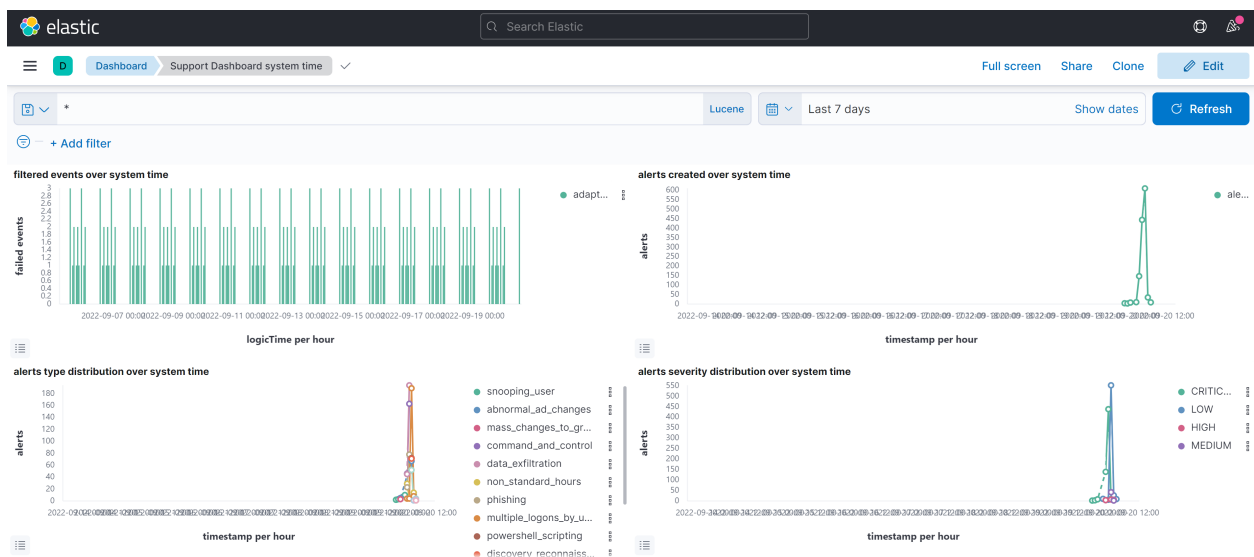 elastic
Search Elastic
D
Dashboard
Support Dashboard system time
Full screen
Share
Clone
Edit
*
Lucene
Last 7 days
Show dates
Refresh
+ Add filter
filtered events over system time
3
2.8
2.6
2.4
2.2
2
1.8
1.6
1.4
1.2
1
0.8
0.6
0.4
0.2
0
failed events
2022-09-07 00:00
2022-09-09 00:00
2022-09-11 00:00
2022-09-13 00:00
2022-09-15 00:00
2022-09-17 00:00
2022-09-19 00:00
logicTime per hour
adapt...
alerts created over system time
600
550
500
450
400
350
300
250
200
150
100
50
0
alerts
timestamp per hour
ale...
alerts type distribution over system time
180
160
140
120
100
80
60
40
20
0
alerts
timestamp per hour
snooping_user
abnormal_ad_changes
mass_changes_to_gr...
command_and_control
data_exfiltration
non_standard_hours
phishing
multiple_logons_by_u...
powershell_scripting
discovery_reconnaiss...
alerts severity distribution over system time
550
500
450
400
350
300
250
200
150
100
50
0
alerts
timestamp per hour
CRITIC...
LOW
HIGH
MEDIUM